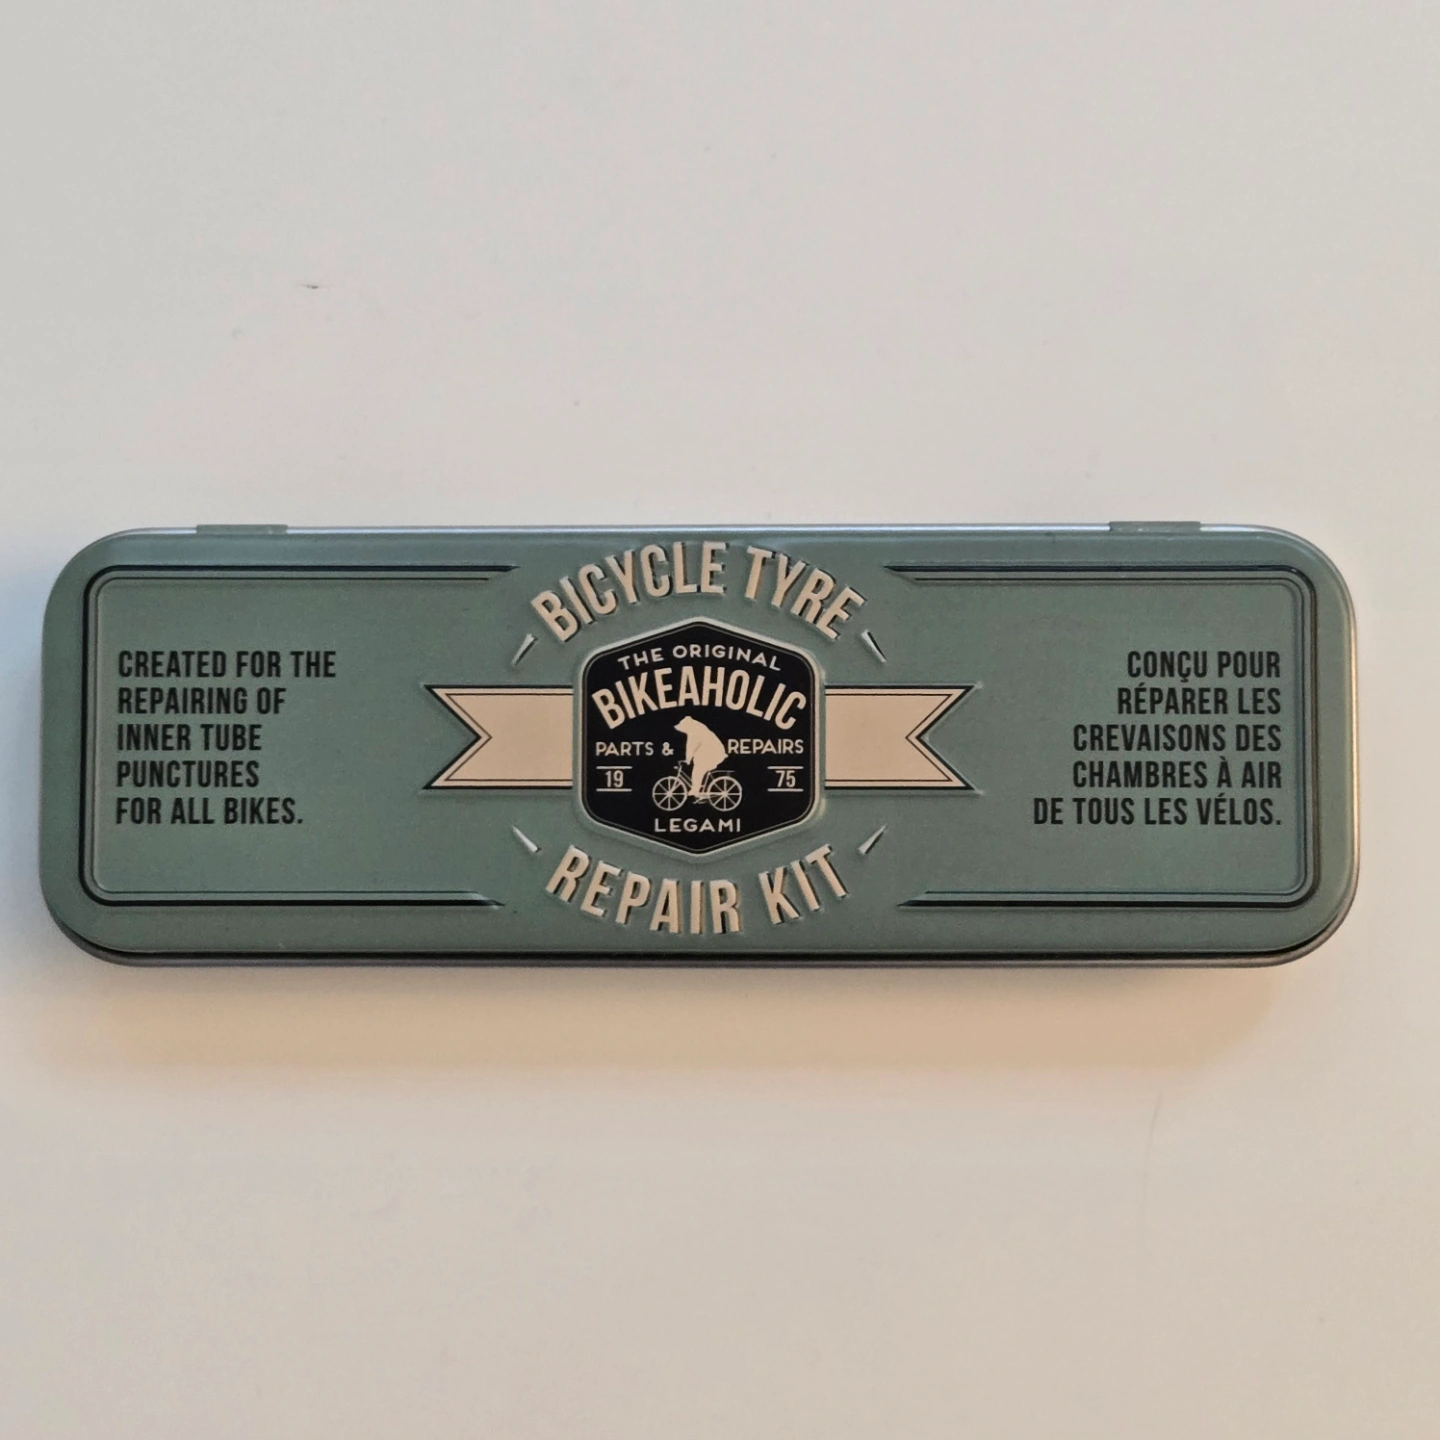 BICYCLE TYRE
CREATED FOR THE
REPAIRING OF
INNER TUBE
PUNCTURES
FOR ALL BIKES.
THE ORIGINAL
BIKEAHOLIC
PARTS & REPAIRS
19 75
LEGAMI
REPAIR KIT
CONÇU POUR
RÉPARER LES
CREVAISONS DES
CHAMBRES À AIR
DE TOUS LES VÉLOS.